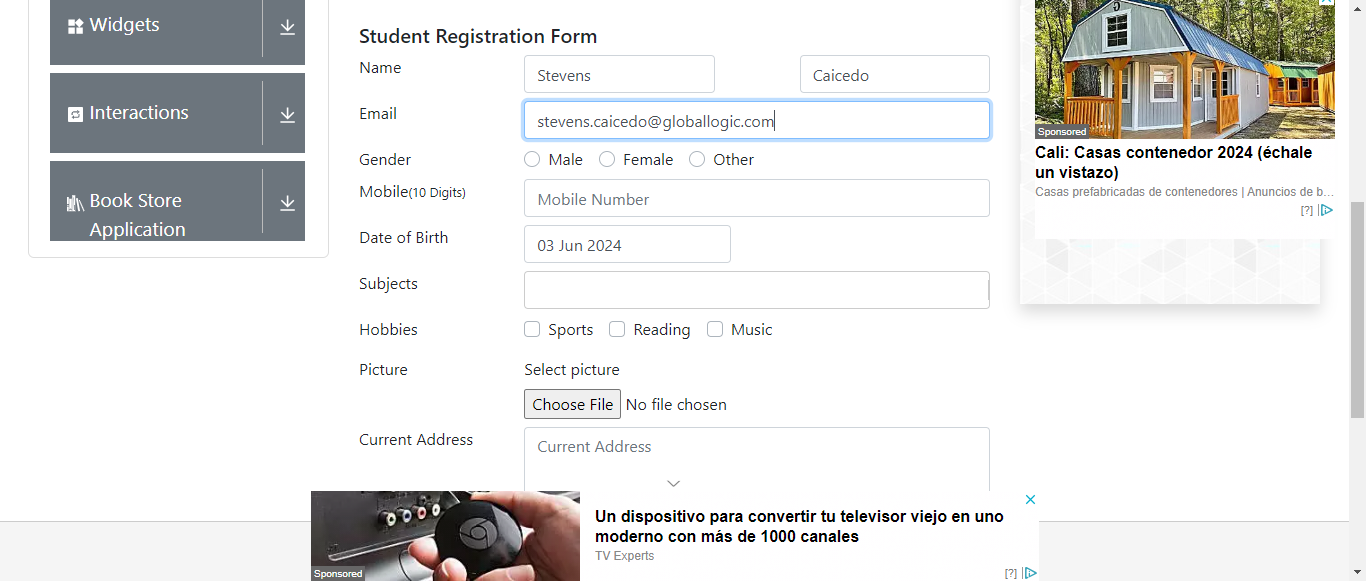 Widgets
Interactions
Book Store
Application
Student Registration Form
Name
Stevens
Caicedo
Email
stevens.caicedo@globallogic.com
Gender
Male
Female
Other
Mobile(10 Digits)
Mobile Number
Date of Birth
03 Jun 2024
Subjects
Hobbies
Sports
Reading
Music
Picture
Select picture
Choose File
No file chosen
Current Address
Current Address
Sponsored
Cali: Casas contenedor 2024 (échale
un vistazo)
Casas prefabricadas de contenedores | Anuncios de b...
[?]
Sponsored
Un dispositivo para convertir tu televisor viejo en uno
moderno con más de 1000 canales
TV Experts
[?]